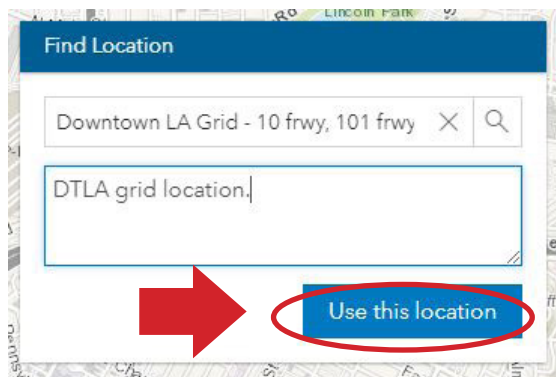 Lincoln Park
Find Location
Downtown LA Grid - 10 frwy, 101 frwy
DTLA grid location.
Use this location